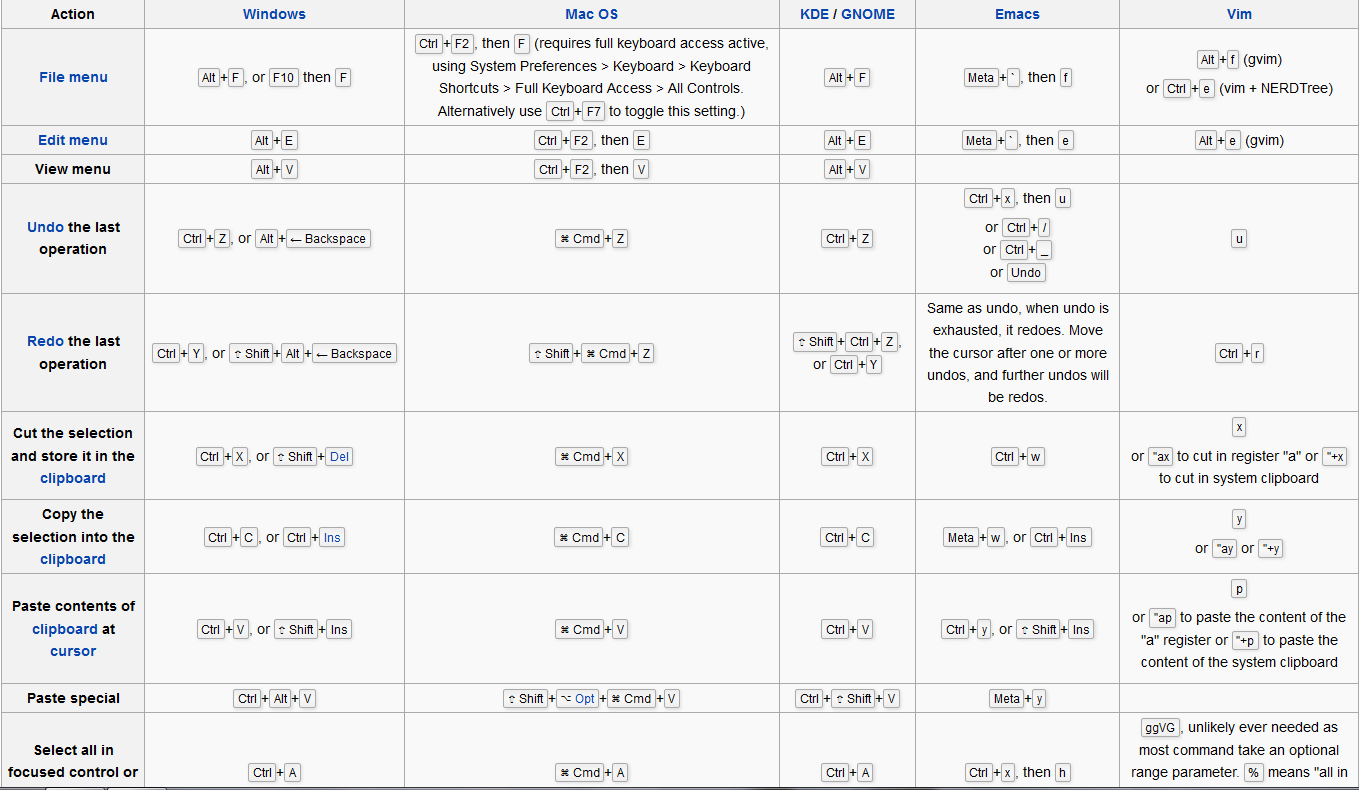 Action Windows Mac OS KDE / GNOME Emacs Vim
File menu
Alt+F, or F10 then F
Ctrl+F2, then F (requires full keyboard access active,
using System Preferences > Keyboard > Keyboard
Shortcuts > Full Keyboard Access > All Controls.
Alternatively use Ctrl+F7 to toggle this setting.)
Alt+F
Meta+`, then f
Alt+f (gvim)
or Ctrl+e (vim + NERDTree)
Edit menu
Alt+E
Ctrl+F2, then E
Alt+E
Meta+`, then e
Alt+e (gvim)
View menu
Alt+V
Ctrl+F2, then V
Alt+V
Undo the last
operation
Ctrl+Z, or Alt+← Backspace
⌘ Cmd+Z
Ctrl+Z
Ctrl+x, then u
or Ctrl+/
or Ctrl+_
or Undo
u
Redo the last
operation
Ctrl+Y, or ⇧ Shift+Alt+← Backspace
⇧ Shift+⌘ Cmd+Z
⇧ Shift+Ctrl+Z,
or Ctrl+Y
Same as undo, when undo is
exhausted, it redoes. Move
the cursor after one or more
undos, and further undos will
be redos.
Ctrl+r
Cut the selection
and store it in the
clipboard
Ctrl+X, or ⇧ Shift+Del
⌘ Cmd+X
Ctrl+X
Ctrl+w
x
or "ax to cut in register "a" or "+x
to cut in system clipboard
Copy the
selection into the
clipboard
Ctrl+C, or Ctrl+Ins
⌘ Cmd+C
Ctrl+C
Meta+w, or Ctrl+Ins
y
or "ay or "+y
Paste contents of
clipboard at
cursor
Ctrl+V, or ⇧ Shift+Ins
⌘ Cmd+V
Ctrl+V
Ctrl+y, or ⇧ Shift+Ins
p
or "ap to paste the content of the
"a" register or "+p to paste the
content of the system clipboard
Paste special
Ctrl+Alt+V
⇧ Shift+⌥ Opt+⌘ Cmd+V
Ctrl+⇧ Shift+V
Meta+y
Select all in
focused control or
Ctrl+A
⌘ Cmd+A
Ctrl+A
Ctrl+x, then h
ggVG, unlikely ever needed as
most command take an optional
range parameter. % means "all in